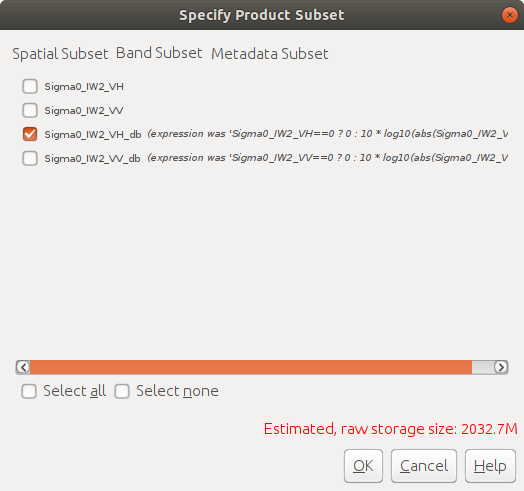 Specify Product Subset
Spatial Subset Band Subset Metadata Subset
Sigma0_IW2_VH
Sigma0_IW2_VV
Sigma0_IW2_VH_db (expression was 'Sigma0_IW2_VH==0 ? 0 : 10 * log10(abs(Sigma0_IW2_V
Sigma0_IW2_VV_db (expression was 'Sigma0_IW2_VV==0 ? 0 : 10 * log10(abs(Sigma0_IW2_V
Select all Select none
Estimated, raw storage size: 2032.7M
OK Cancel Help